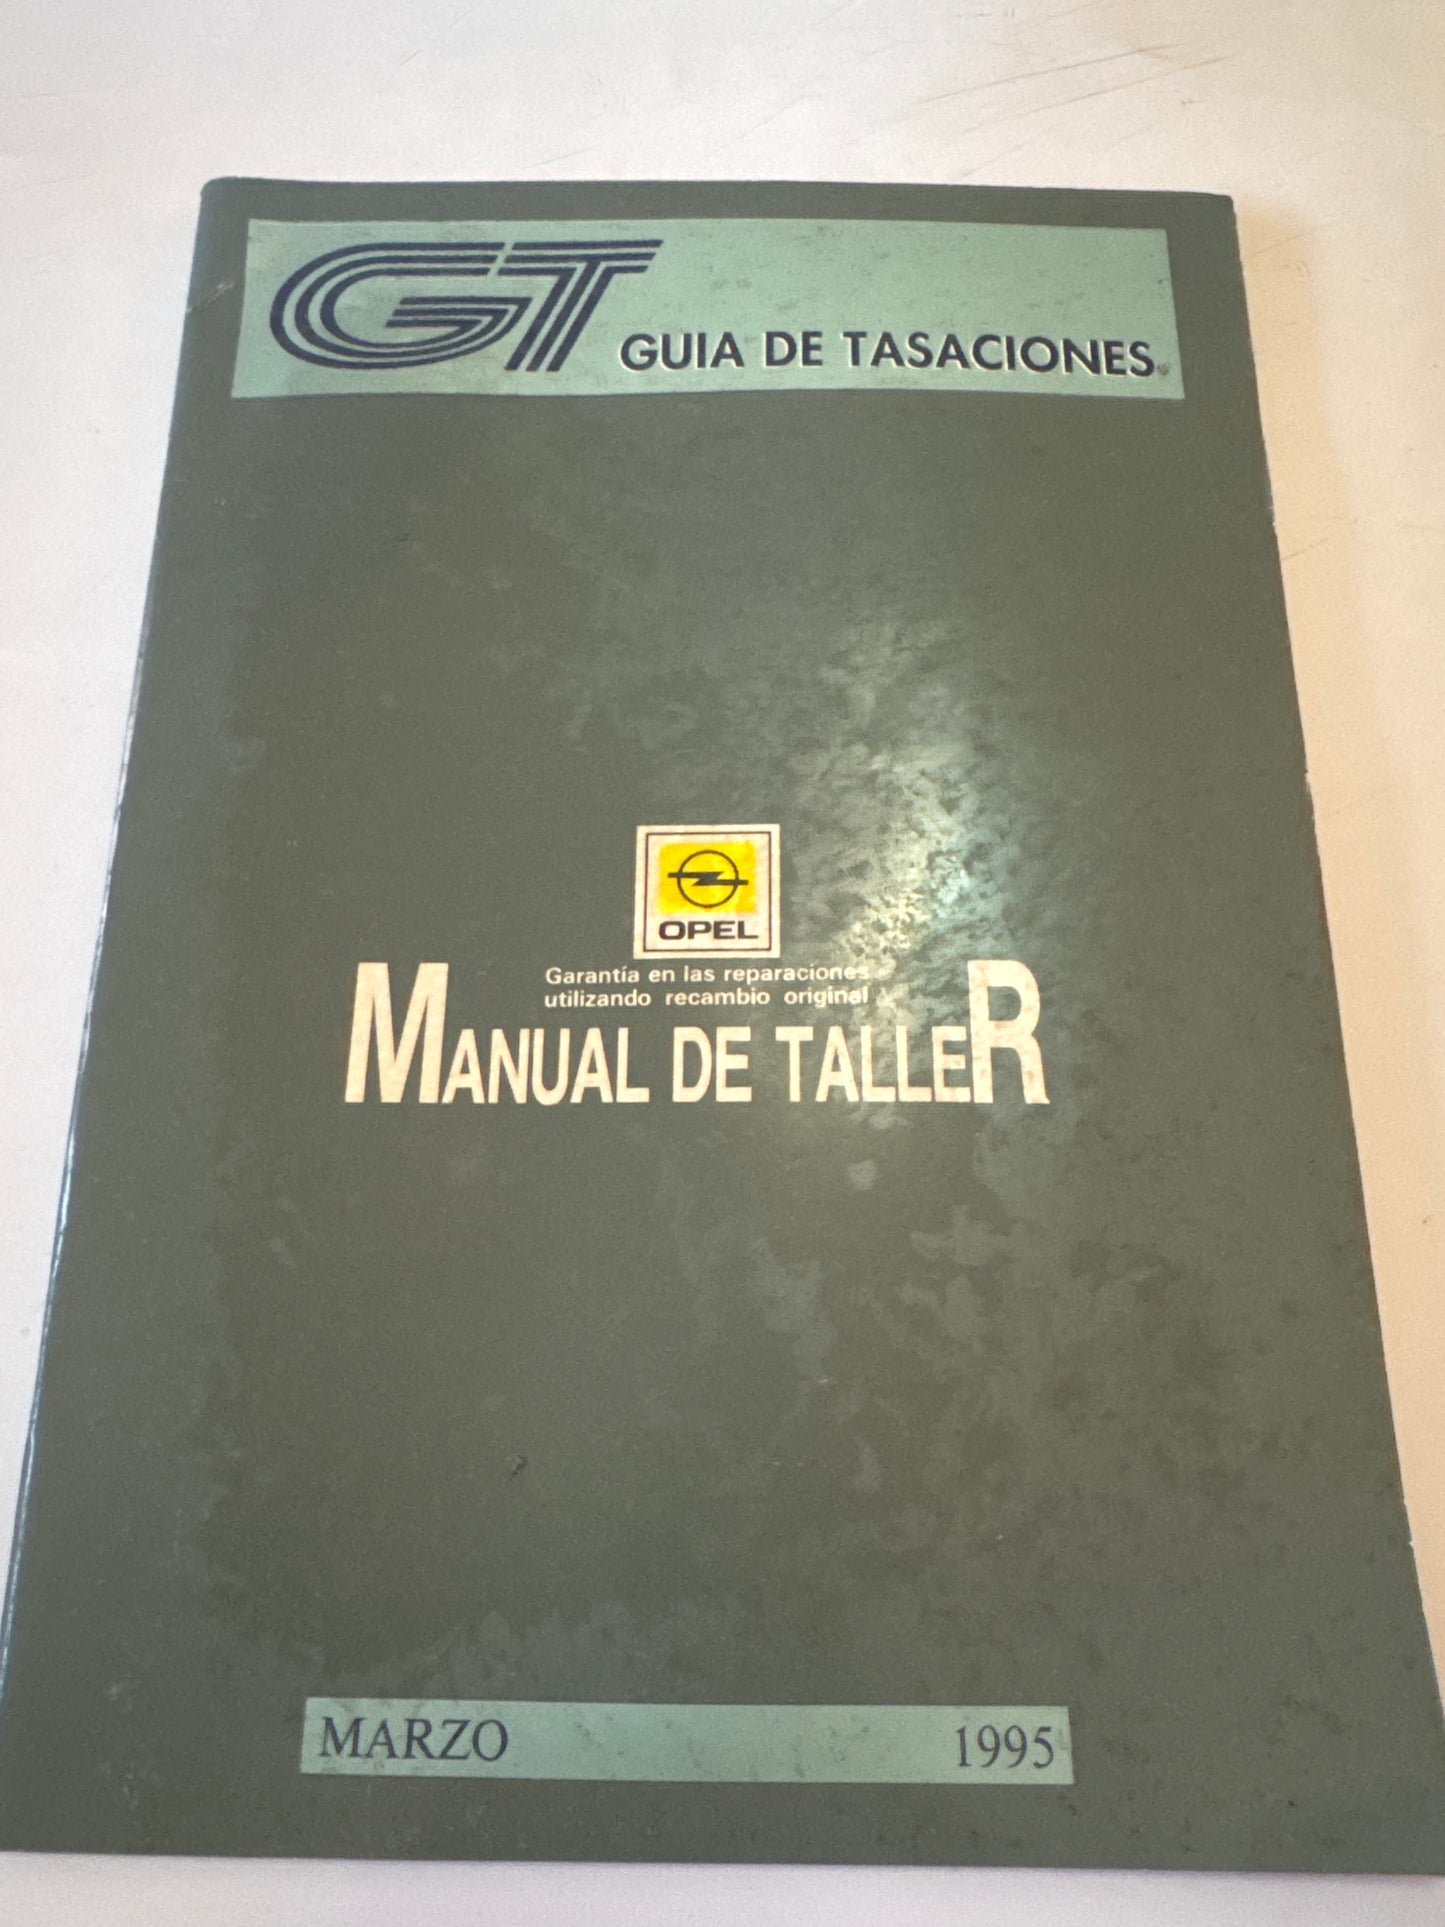 GT GUIA DE TASACIONES
OPEL
Garantía en las reparaciones
utilizando recambio original
MANUAL DE TALLER
MARZO 1995